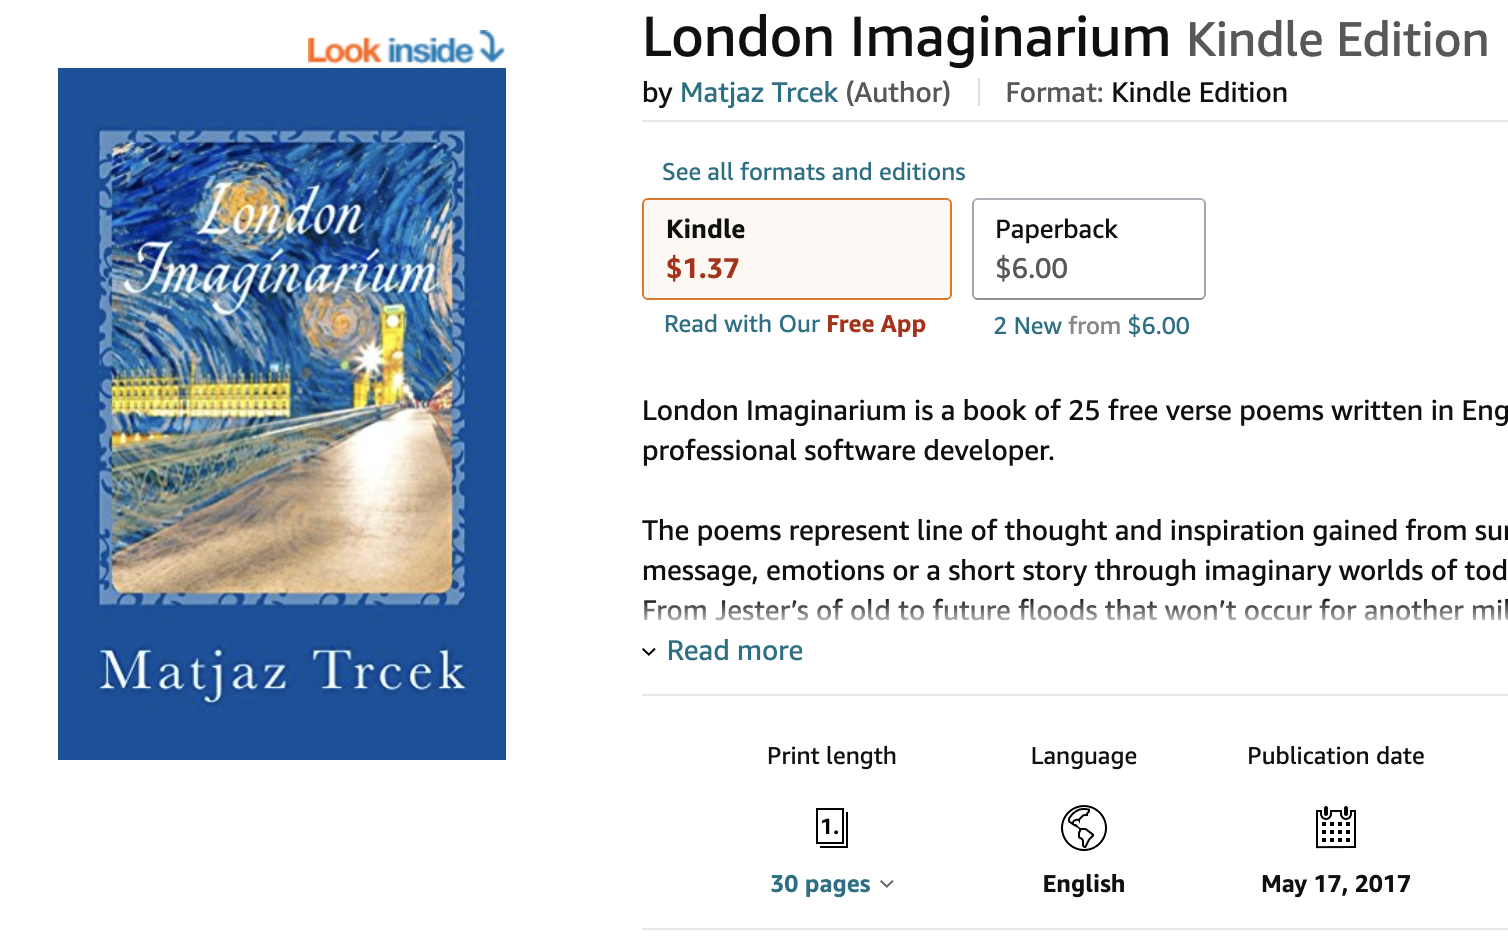 Look inside
London
Imaginarium
Matjaz Trcek
London Imaginarium Kindle Edition
by Matjaz Trcek (Author) Format: Kindle Edition
See all formats and editions
Kindle
$1.37
Read with Our Free App
Paperback
$6.00
2 New from $6.00
London Imaginarium is a book of 25 free verse poems written in Eng
professional software developer.
The poems represent line of thought and inspiration gained from sur
message, emotions or a short story through imaginary worlds of tod
From Jester’s of old to future floods that won’t occur for another mil
Read more
Print length
1.
30 pages
Language
English
Publication date
May 17, 2017